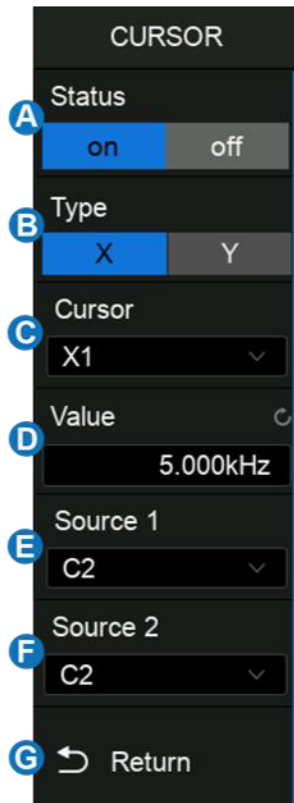 CURSOR
Status
A
on off
Type
B
X Y
Cursor
C
X1
Value
D
5.000kHz
Source 1
E
C2
Source 2
F
C2
G Return